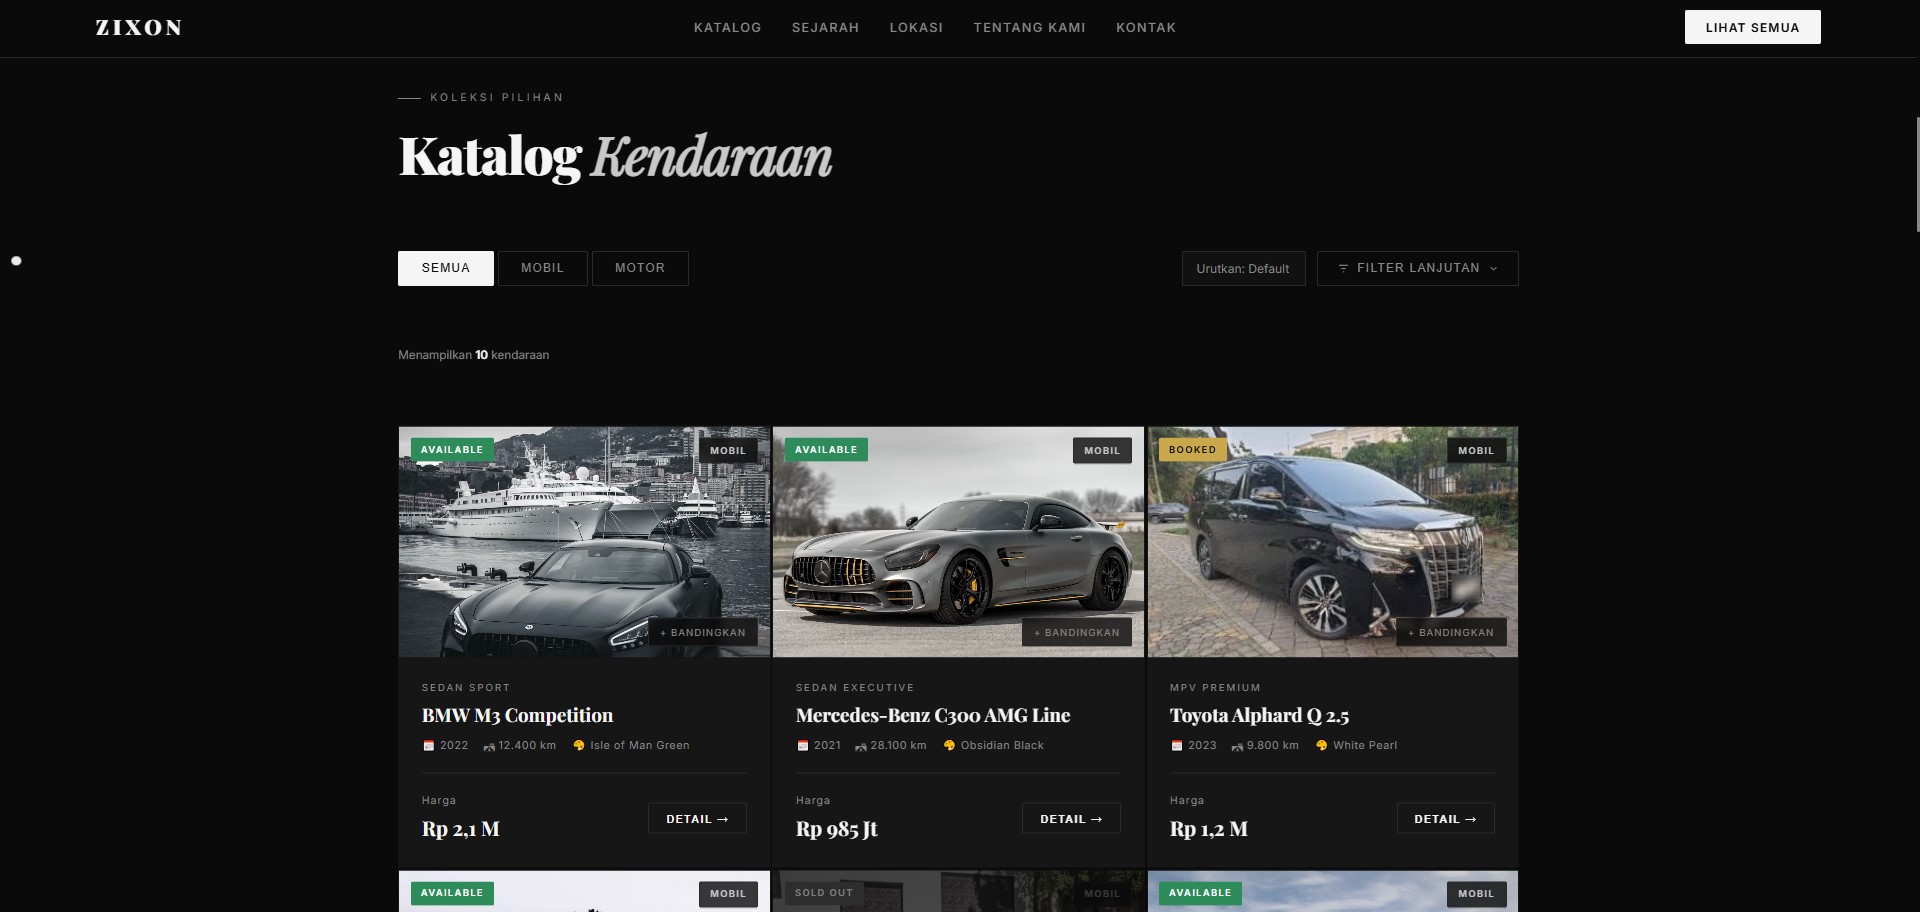 ZIXON
KATALOG SEJARAH LOKASI TENTANG KAMI KONTAK
LIHAT SEMUA
KOLEKSI PILIHAN
Katalog Kendaraan
SEMUA MOBIL MOTOR
Urutkan: Default
FILTER LANJUTAN
Menampilkan 10 kendaraan
AVAILABLE
MOBIL
+ BANDINGKAN
SEDAN SPORT
BMW M3 Competition
2022 12.400 km Isle of Man Green
Harga
Rp 2,1 M
DETAIL →
AVAILABLE
MOBIL
+ BANDINGKAN
SEDAN EXECUTIVE
Mercedes-Benz C300 AMG Line
2021 28.100 km Obsidian Black
Harga
Rp 985 Jt
DETAIL →
BOOKED
MOBIL
+ BANDINGKAN
MPV PREMIUM
Toyota Alphard Q 2.5
2023 9.800 km White Pearl
Harga
Rp 1,2 M
DETAIL →
AVAILABLE
MOBIL
SOLD OUT
MOBIL
AVAILABLE
MOBIL